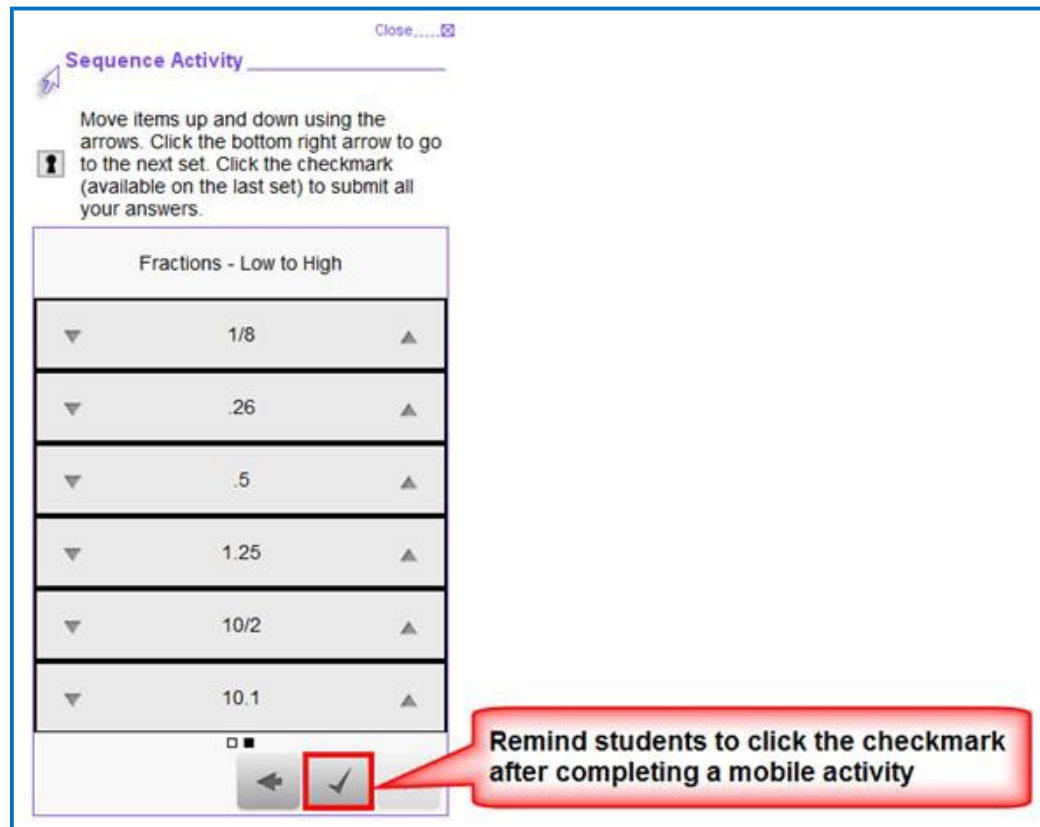 Close.....☒
Sequence Activity
Move items up and down using the
arrows. Click the bottom right arrow to go
to the next set. Click the checkmark
(available on the last set) to submit all
your answers.
Fractions - Low to High
1/8
.26
.5
1.25
10/2
10.1
Remind students to click the checkmark
after completing a mobile activity